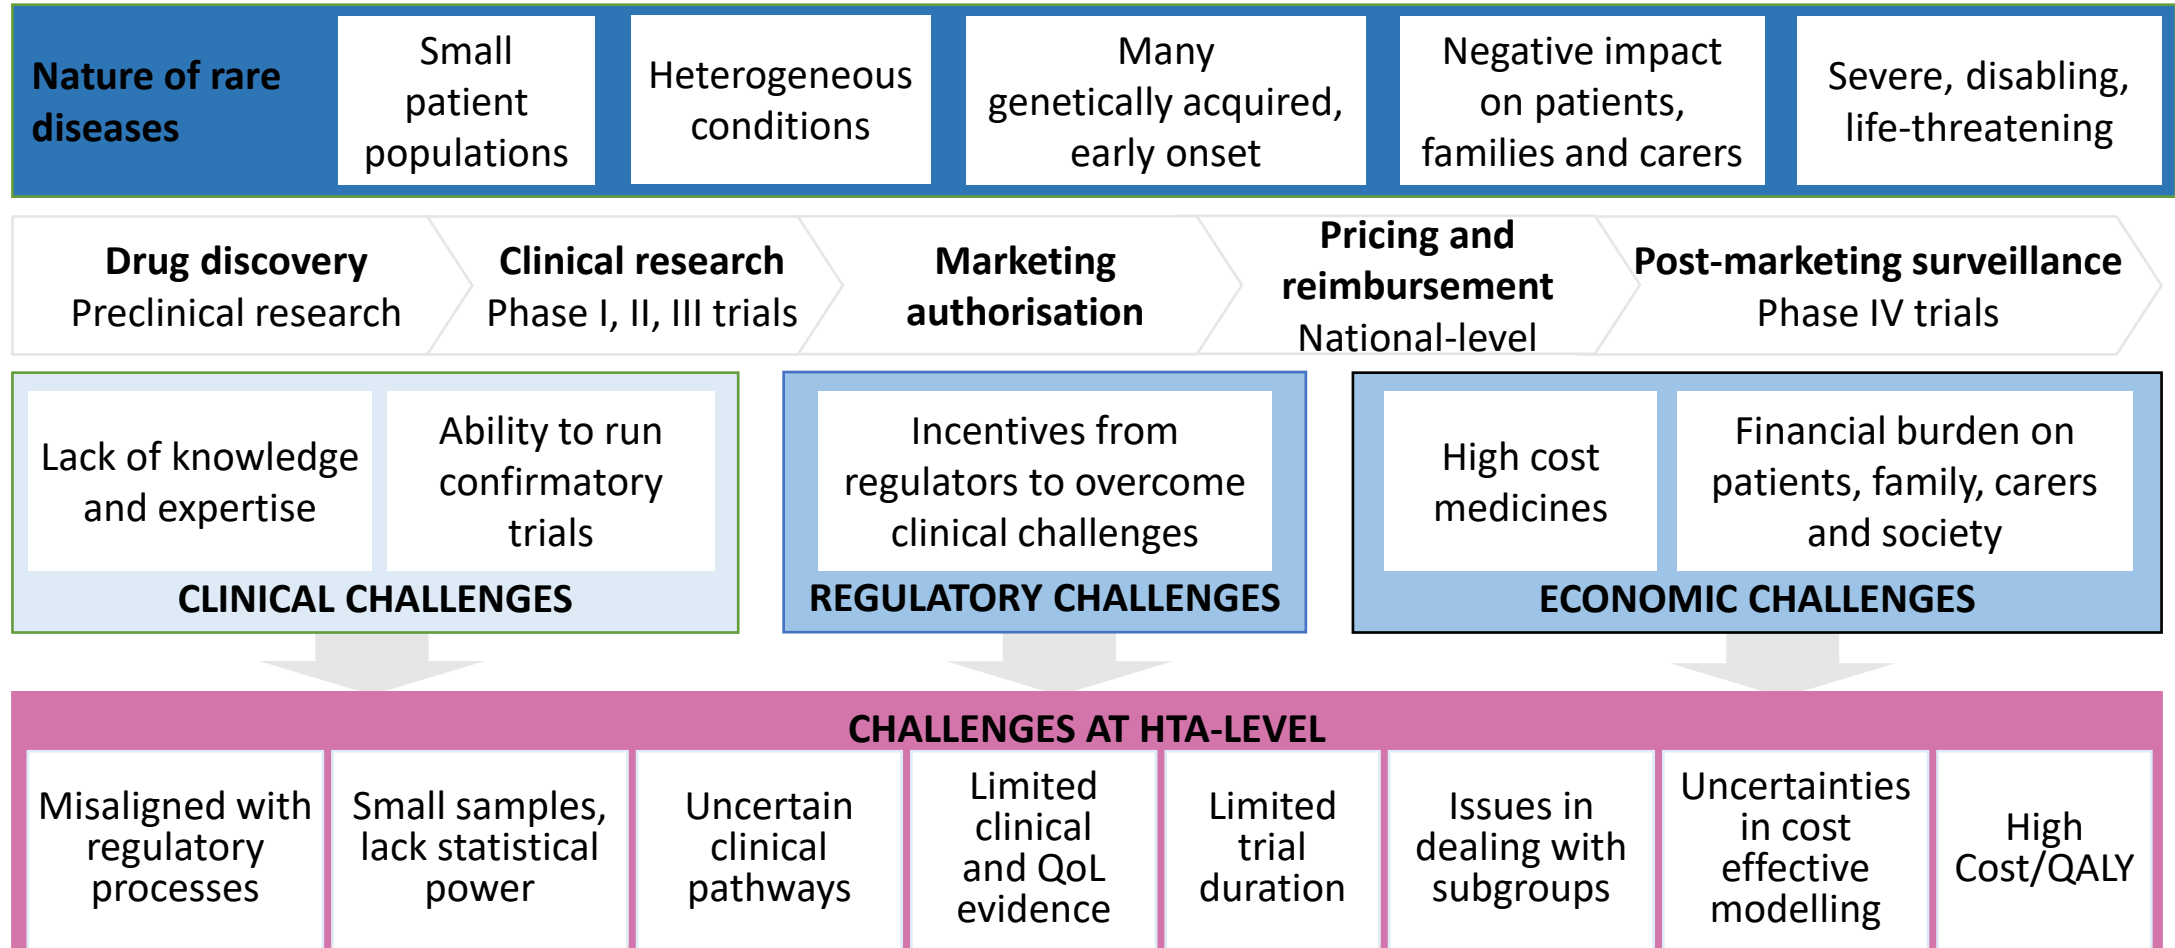 Nature of rare
diseases
Small
patient
populations
Heterogeneous
conditions
Many
genetically acquired,
early onset
Negative impact
on patients,
families and carers
Severe, disabling,
life-threatening
Drug discovery
Preclinical research
Clinical research
Phase I, II, III trials
Marketing
authorisation
Pricing and
reimbursement
National-level
Post-marketing surveillance
Phase IV trials
Lack of knowledge
and expertise
Ability to run
confirmatory
trials
CLINICAL CHALLENGES
Incentives from
regulators to overcome
clinical challenges
REGULATORY CHALLENGES
High cost
medicines
Financial burden on
patients, family, carers
and society
ECONOMIC CHALLENGES
CHALLENGES AT HTA-LEVEL
Misaligned with
regulatory
processes
Small samples,
lack statistical
power
Uncertain
clinical
pathways
Limited
clinical
and QoL
evidence
Limited
trial
duration
Issues in
dealing with
subgroups
Uncertainties
in cost
effective
modelling
High
Cost/QALY